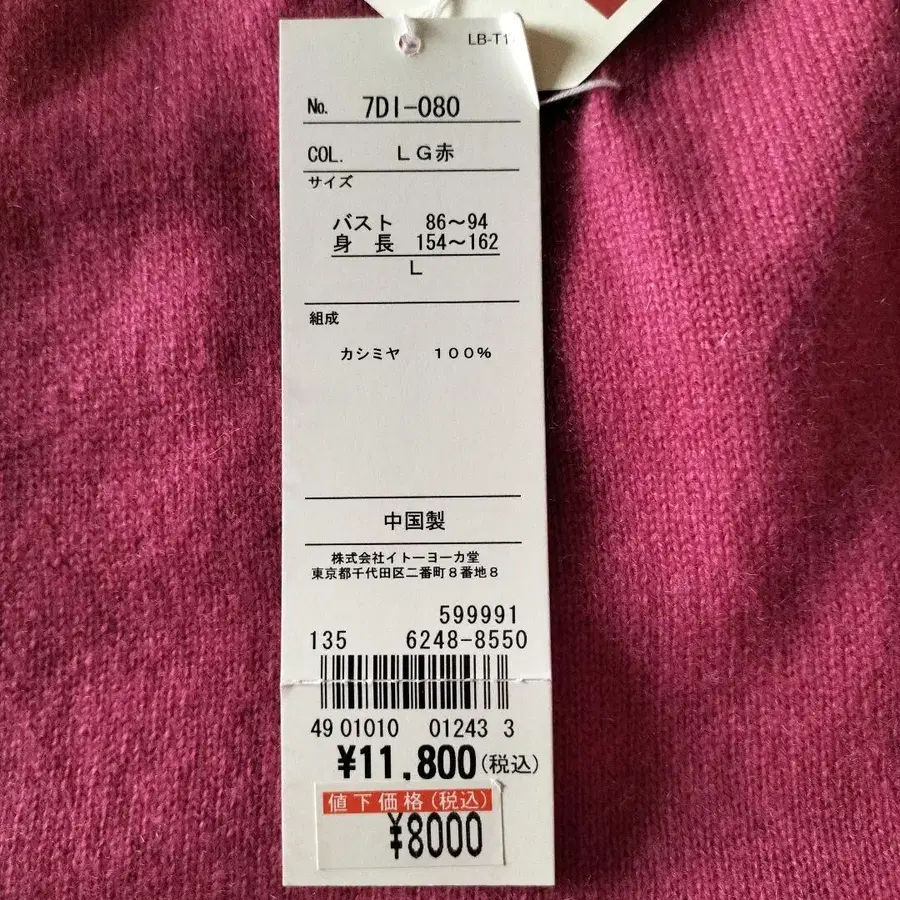 LB-T1
No. 7DI-080
COL. LG赤
サイズ
バスト 86～94
身 長 154～162
L
組成
カシミヤ 100%
中国製
株式会社イトーヨーカ堂
東京都千代田区二番町8番地8
599991
135 6248-8550
49 01010 01243 3
¥11,800(税込)
値下価格(税込)
¥8000